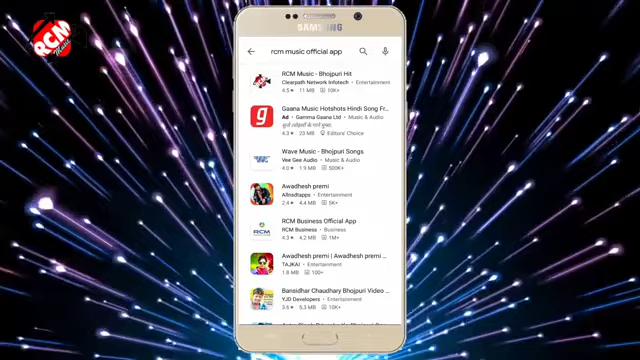 RCM
Music
SAMSUNG
rcm music official app
RCM Music - Bhojpuri Hit
Clearpath Network Infotech • Entertainment
4.5★ 11 MB 10K+
Gaana Music Hotshots Hindi Song Fr...
Ad • Gamma Gaana Ltd • Music & Audio
4.3★ 23 MB Editors' Choice
Wave Music - Bhojpuri Songs
Vee Gee Audio • Music & Audio
4.0★ 1.9 MB 500K+
Awadhesh premi
Allnsdtapps • Entertainment
2.4★ 4.4 MB 5K+
RCM Business Official App
RCM Business • Business
4.3★ 4.2 MB 1M+
Awadhesh premi | Awadhesh premi ...
TAJKAI • Entertainment
1.8 MB 100+
Bansidhar Chaudhary Bhojpuri Video ...
YJD Developers • Entertainment
3.6★ 5.3 MB 10K+